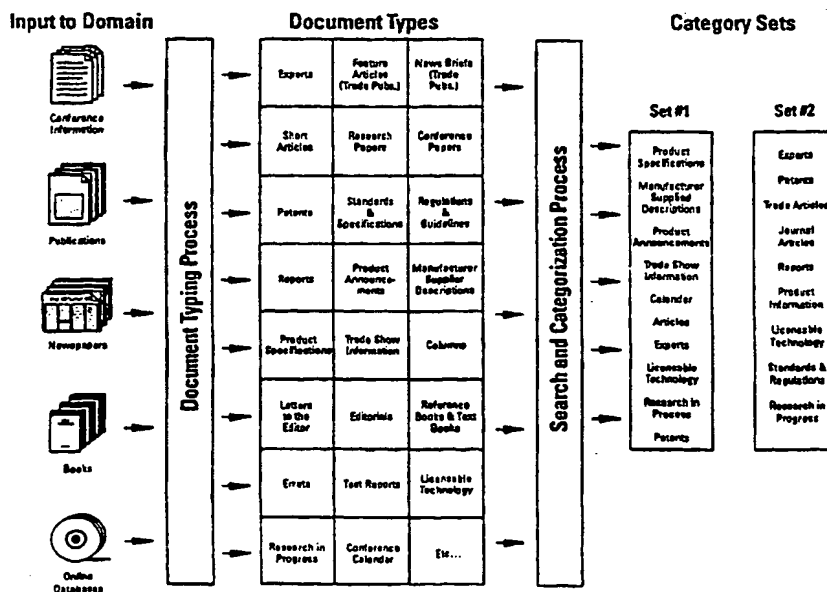 Input to Domain
Document Types
Category Sets
Conference
Information
Publications
Newspapers
Books
Online
Databases
Document Typing Process
Experts
Feature
Articles
(Trade Pubs.)
News Briefs
(Trade
Pubs.)
Short
Articles
Research
Papers
Conference
Papers
Patents
Standards
&
Specifications
Regulations
&
Guidelines
Reports
Product
Announce-
ments
Manufacturer
Supplier
Descriptions
Product
Specifications
Trade Show
Information
Columns
Letters
to the
Editor
Editorials
Reference
Books & Text
Books
Errata
Test Reports
Licensable
Technology
Research in
Progress
Conference
Calendar
Etc...
Search and Categorization Process
Set #1
Product
Specifications
Manufacturer
Supplied
Descriptions
Product
Announcements
Trade Show
Information
Calendar
Articles
Experts
Licensable
Technology
Research in
Process
Patents
Set #2
Experts
Patents
Trade Articles
Journal
Articles
Reports
Product
Information
Licensable
Technology
Standards &
Regulations
Research in
Progress